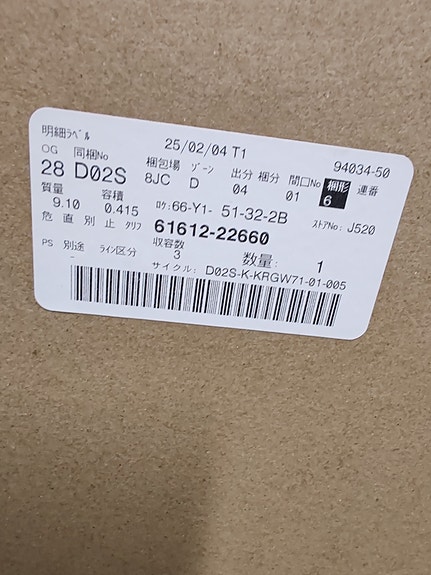 明細ﾗﾍﾞﾙ 25/02/04 T1 94034-50
OG 同梱No 梱包場 ｿﾞｰﾝ 出分 梱分 間口No 梱形 連番
28 D02S 8JC D 04 01 6
質量 容積 ﾛｹ: 66-Y1- 51-32-2B ｽﾄｱNo: J520
9.10 0.415
危 直 別 止 ｸﾘﾌ 61612-22660
PS 別途 ﾗｲﾝ区分 収容数 数量: 1
3
サイクル: D02S-K-KRGW71-01-005